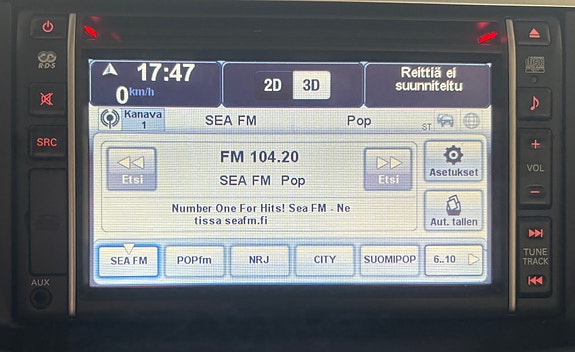 17:47
0 km/h
2D 3D
Reittiä ei
suunniteltu
Kanava
1
SEA FM
Pop
ST
FM 104.20
SEA FM Pop
Etsi
Etsi
Number One For Hits! Sea FM - Ne
tissa seafm.fi
Asetukset
Aut. tallen
SEA FM
POPfm
NRJ
CITY
SUOMIPOP
6..10
R·D·S
SRC
AUX
+
VOL
−
TUNE
TRACK